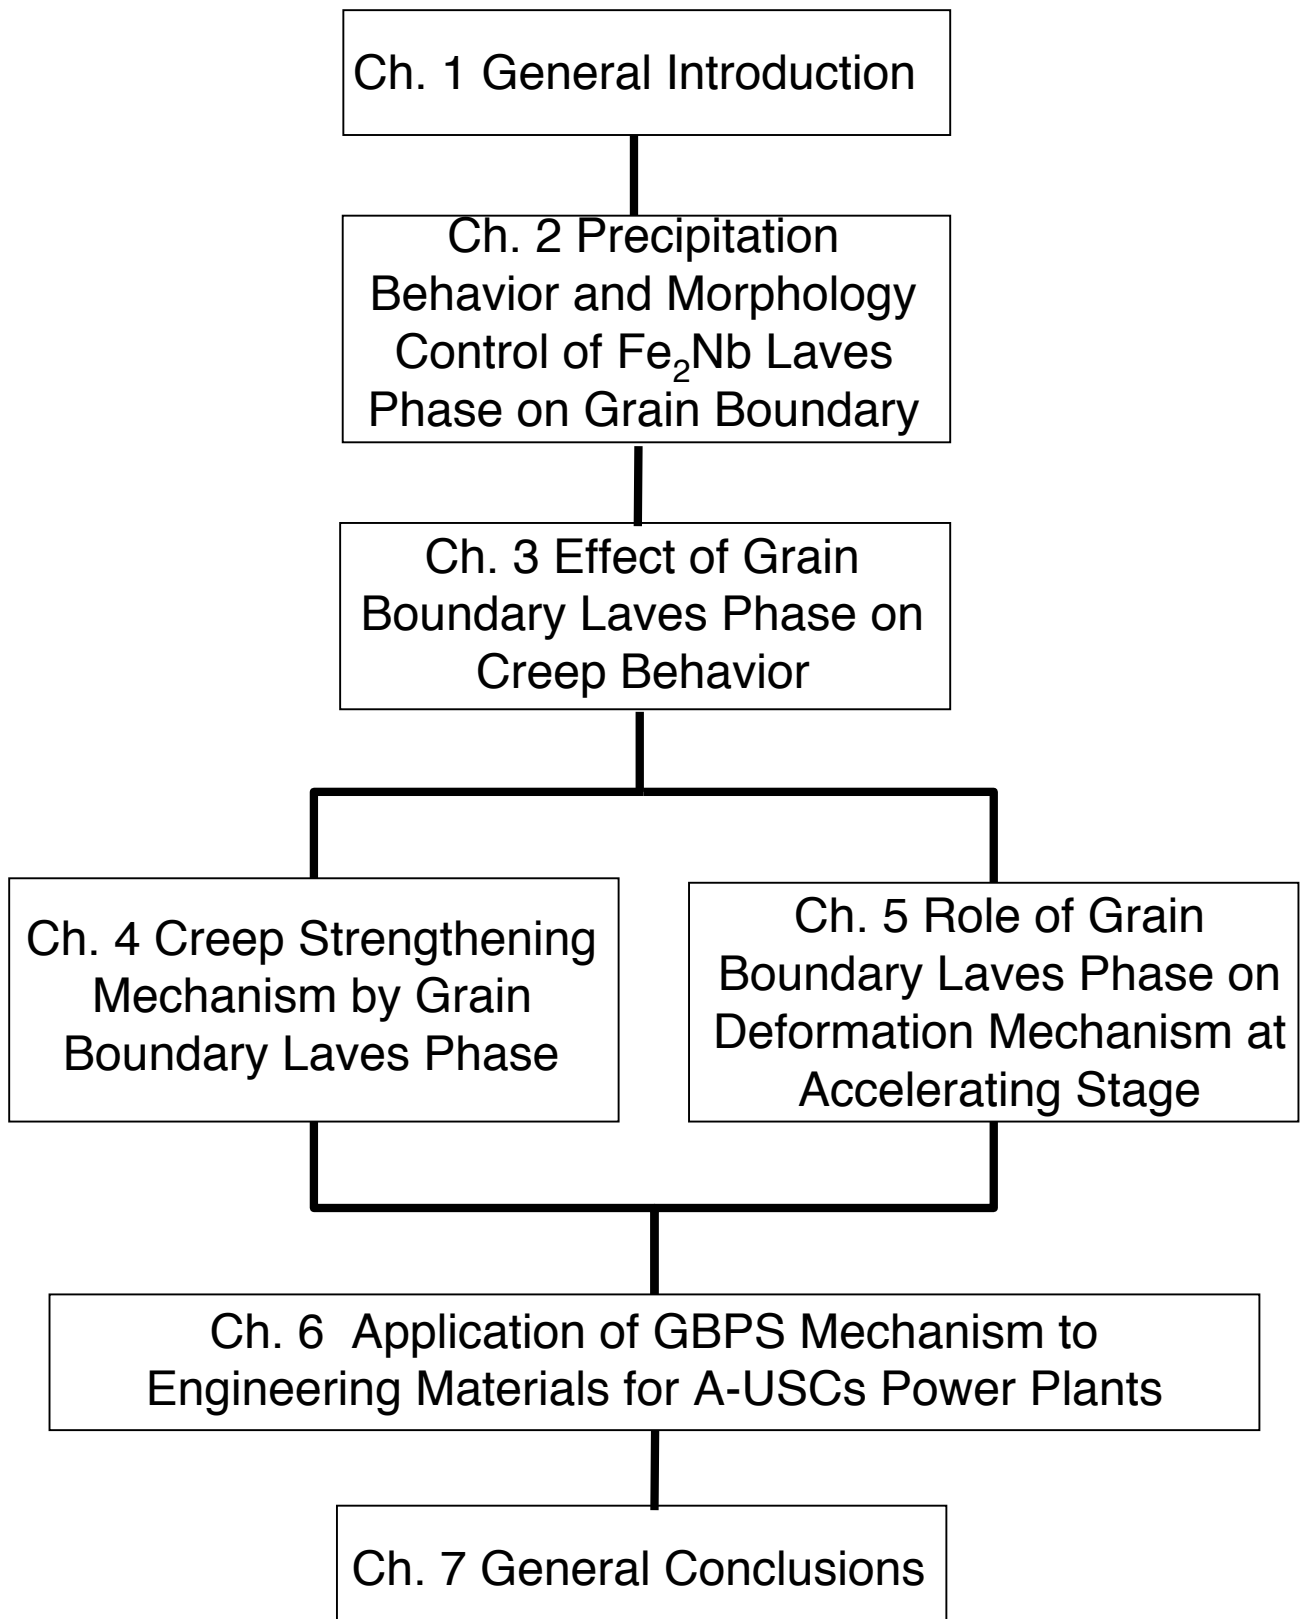 Ch. 1 General Introduction
Ch. 2 Precipitation
Behavior and Morphology
Control of Fe₂Nb Laves
Phase on Grain Boundary
Ch. 3 Effect of Grain
Boundary Laves Phase on
Creep Behavior
Ch. 4 Creep Strengthening
Mechanism by Grain
Boundary Laves Phase
Ch. 5 Role of Grain
Boundary Laves Phase on
Deformation Mechanism at
Accelerating Stage
Ch. 6 Application of GBPS Mechanism to
Engineering Materials for A-USCs Power Plants
Ch. 7 General Conclusions